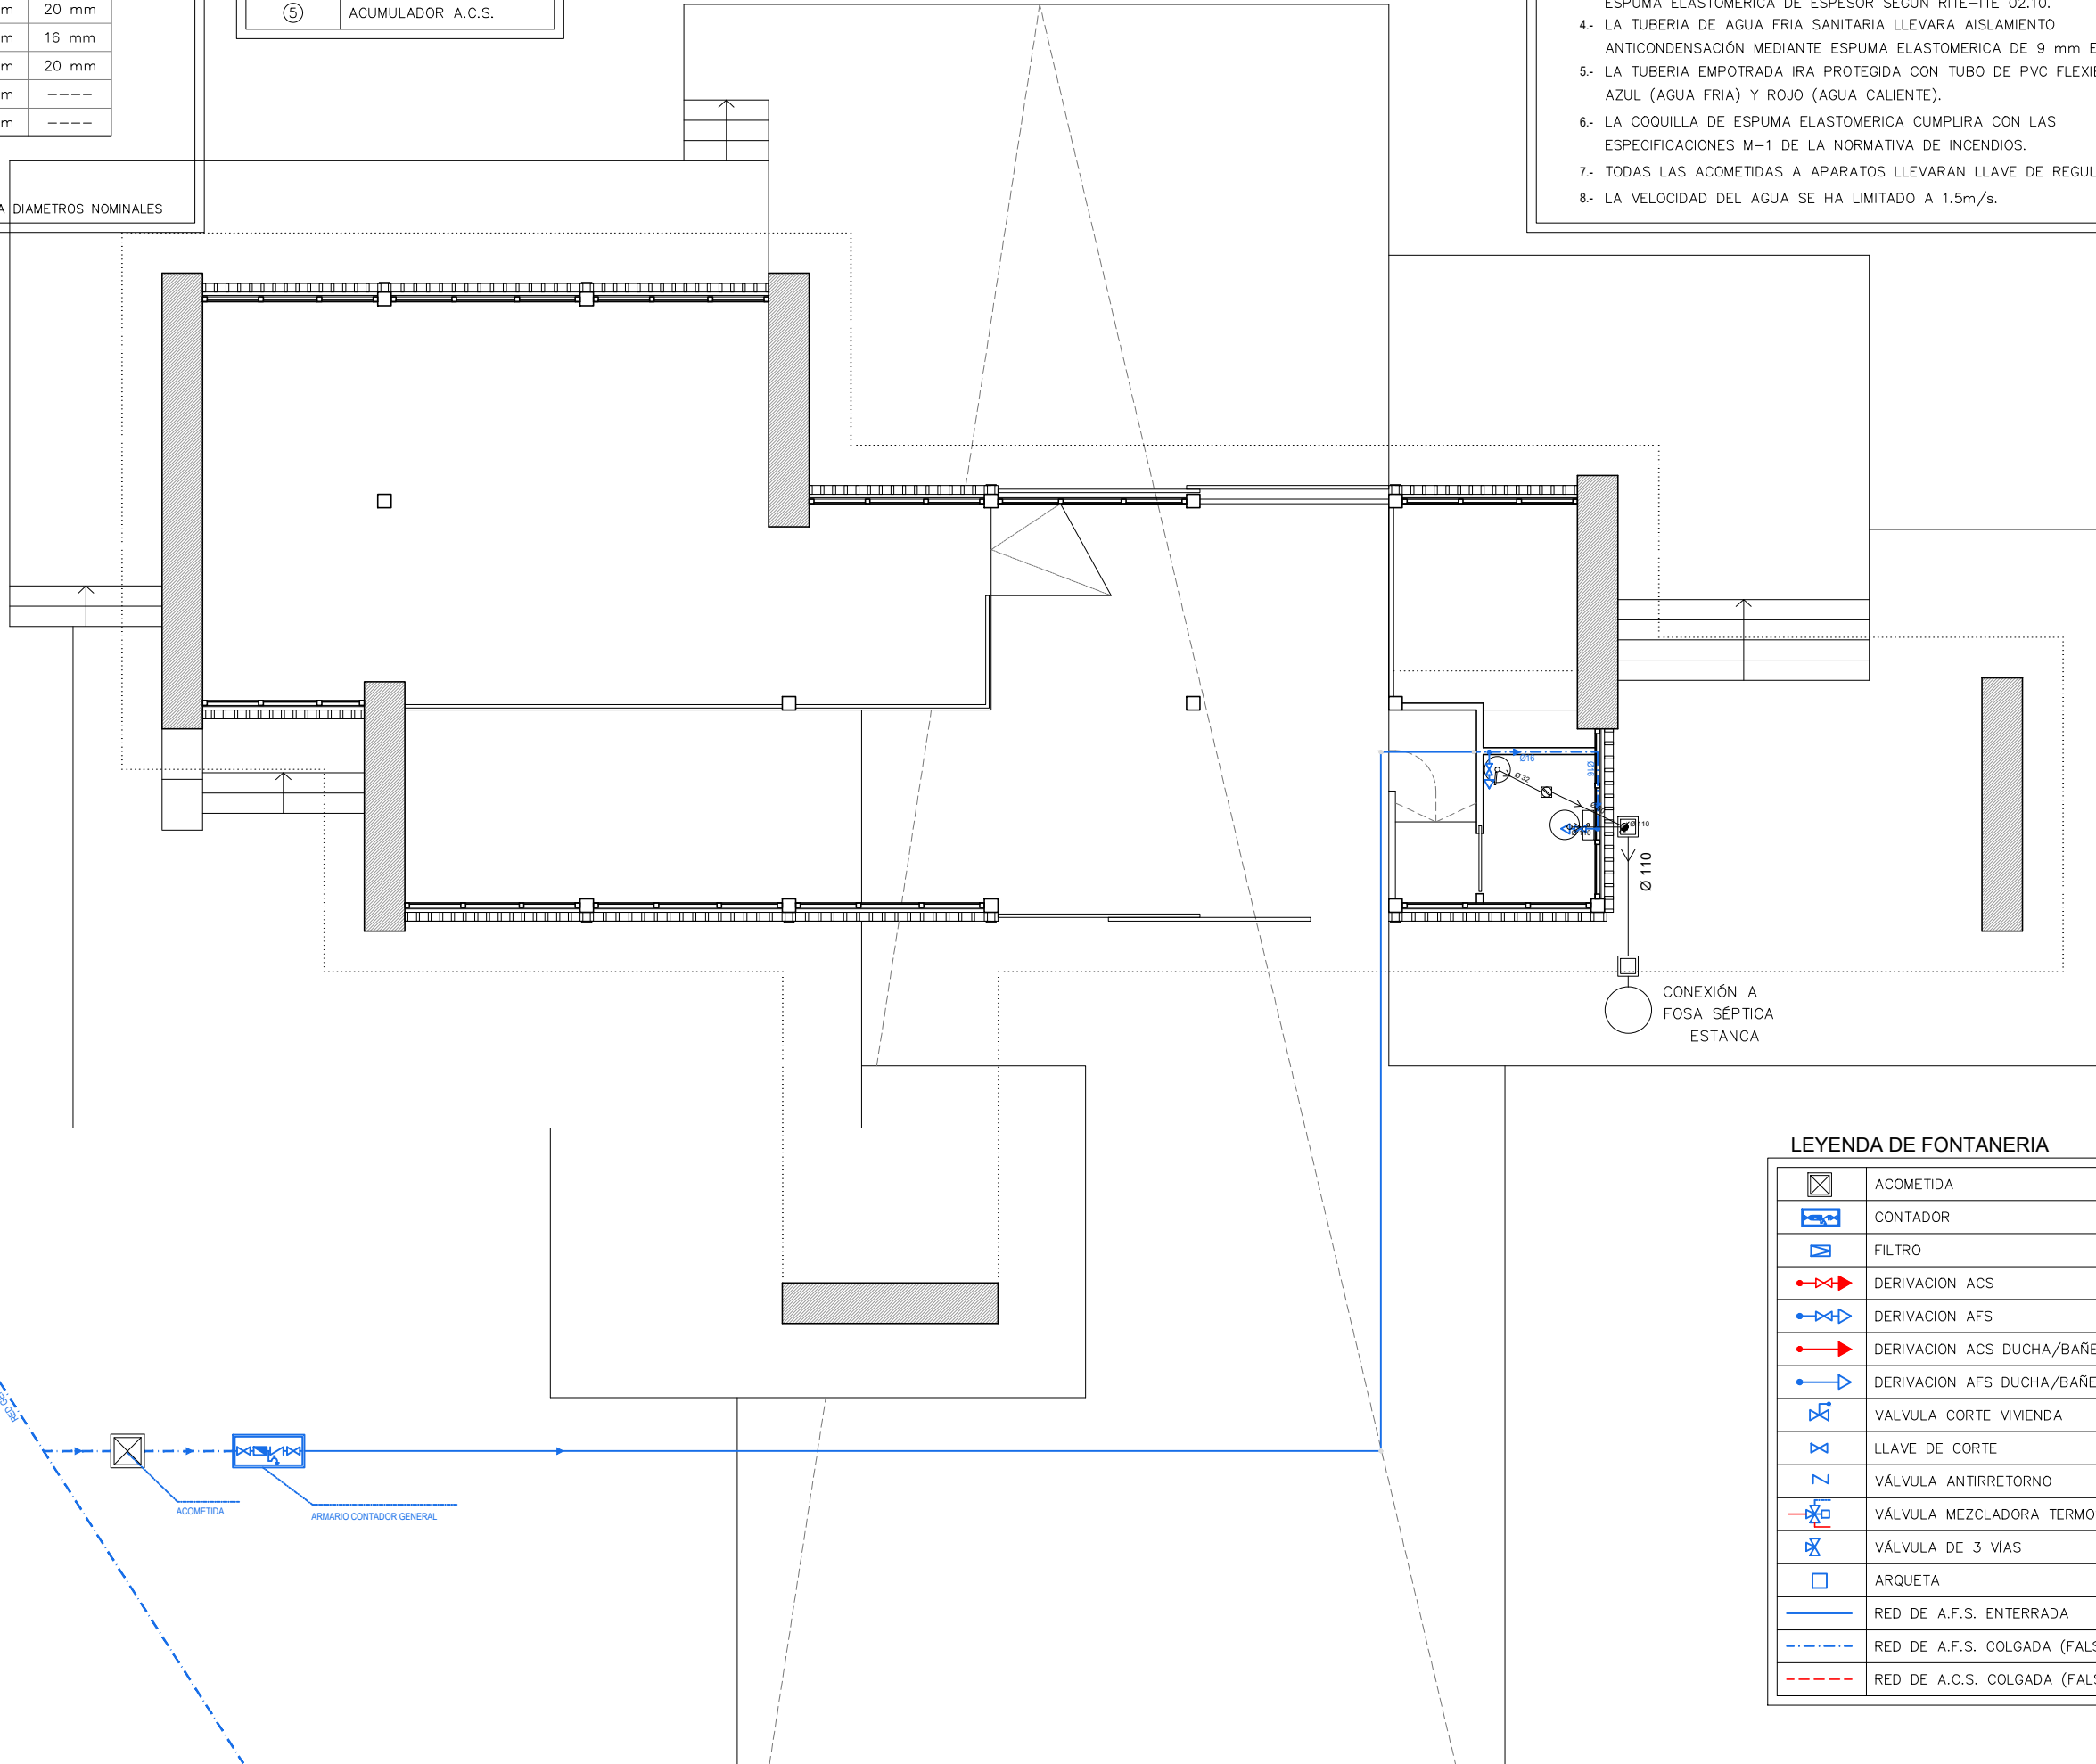 m 20 mm
m 16 mm
m 20 mm
m ----
m ----
A DIAMETROS NOMINALES
5 ACUMULADOR A.C.S.
ESPUMA ELASTOMERICA DE ESPESOR SEGUN RITE-ITE 02.10.
4.- LA TUBERIA DE AGUA FRIA SANITARIA LLEVARA AISLAMIENTO
ANTICONDENSACIÓN MEDIANTE ESPUMA ELASTOMERICA DE 9 mm E
5.- LA TUBERIA EMPOTRADA IRA PROTEGIDA CON TUBO DE PVC FLEXI
AZUL (AGUA FRIA) Y ROJO (AGUA CALIENTE).
6.- LA COQUILLA DE ESPUMA ELASTOMERICA CUMPLIRA CON LAS
ESPECIFICACIONES M-1 DE LA NORMATIVA DE INCENDIOS.
7.- TODAS LAS ACOMETIDAS A APARATOS LLEVARAN LLAVE DE REGUL
8.- LA VELOCIDAD DEL AGUA SE HA LIMITADO A 1.5m/s.
Ø16
Ø16
Ø 32
Ø 110
Ø 110
CONEXIÓN A
FOSA SÉPTICA
ESTANCA
ACOMETIDA
ARMARIO CONTADOR GENERAL
LEYENDA DE FONTANERIA
ACOMETIDA
CONTADOR
FILTRO
DERIVACION ACS
DERIVACION AFS
DERIVACION ACS DUCHA/BAÑE
DERIVACION AFS DUCHA/BAÑE
VALVULA CORTE VIVIENDA
LLAVE DE CORTE
VÁLVULA ANTIRRETORNO
VÁLVULA MEZCLADORA TERMO
VÁLVULA DE 3 VÍAS
ARQUETA
RED DE A.F.S. ENTERRADA
RED DE A.F.S. COLGADA (FALS
RED DE A.C.S. COLGADA (FALS